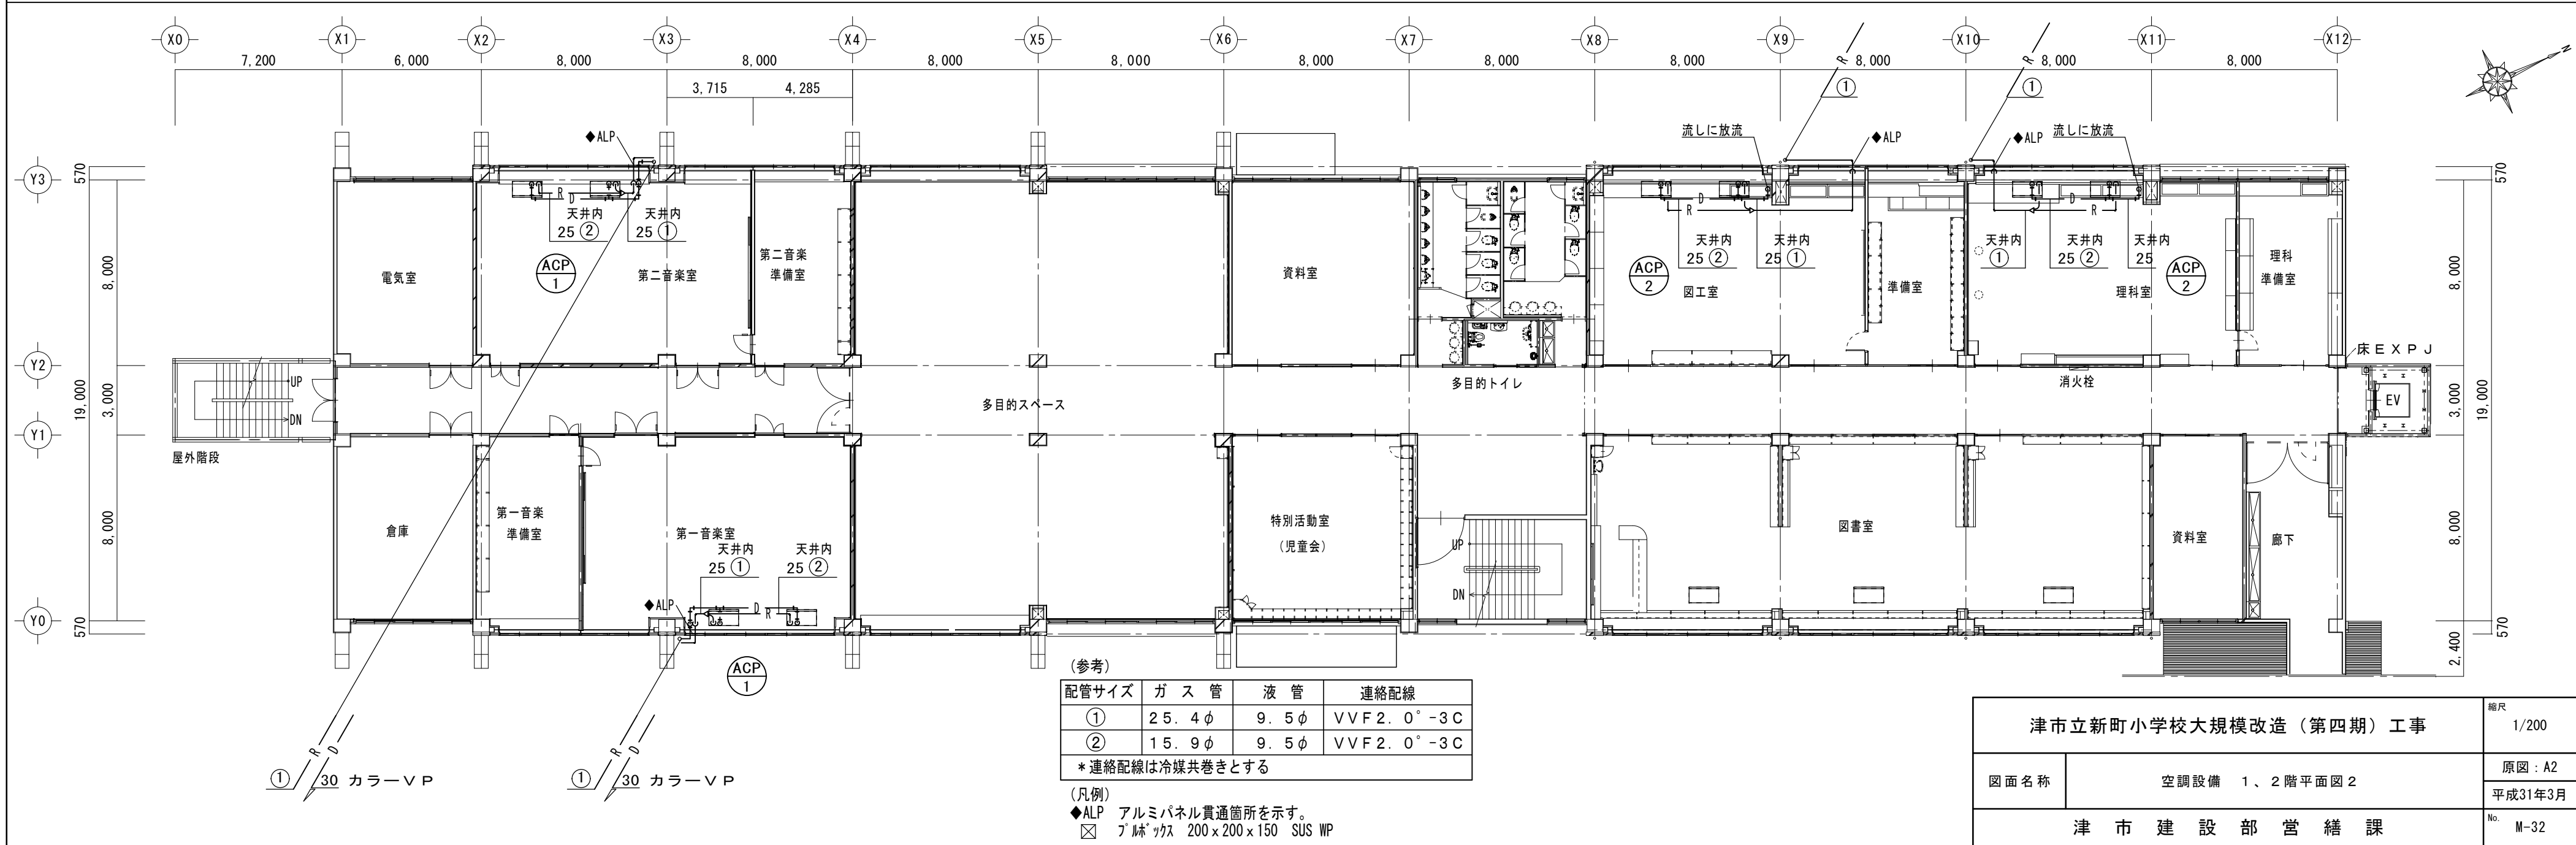 X0 X1 X2 X3 X4 X5 X6 X7 X8 X9 X10 X11 X12
7,200 6,000 8,000 8,000 8,000 8,000 8,000 8,000 8,000 8,000 8,000 8,000
3,715 4,285
R ①
R ①
N
◆ALP
流しに放流
◆ALP
◆ALP
流しに放流
Y3
570
8,000
Y2
19,000
3,000
Y1
8,000
Y0
570
電気室
R
D
天井内
25 ②
天井内
25 ①
ACP
1
第二音楽室
第二音楽
準備室
資料室
R
D
天井内
25 ②
天井内
25 ①
ACP
2
図工室
準備室
D
R
天井内
①
天井内
25 ②
天井内
25
ACP
2
理科室
理科
準備室
570
8,000
3,000
19,000
8,000
570
2,400
UP
DN
屋外階段
多目的スペース
多目的トイレ
消火栓
床EXPJ
EV
倉庫
第一音楽
準備室
第一音楽室
天井内
25 ①
天井内
25 ②
◆ALP
D
R
ACP
1
特別活動室
(児童会)
UP
DN
図書室
資料室
廊下
R
D
① 30 カラーVP
R
D
① 30 カラーVP
(参考)
配管サイズ ガス管 液管 連絡配線
① 25.4φ 9.5φ VVF2.0°-3C
② 15.9φ 9.5φ VVF2.0°-3C
*連絡配線は冷媒共巻きとする
(凡例)
◆ALP アルミパネル貫通箇所を示す。
プルボックス 200x200x150 SUS WP
津市立新町小学校大規模改造(第四期)工事
縮尺
1/200
図面名称 空調設備 1、2階平面図2
原図:A2
平成31年3月
津市建設部営繕課
No. M-32